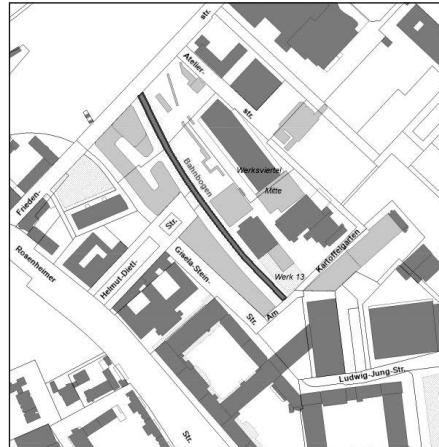 str.
Atelier-
str.
Bahnbogen
Werksviertel
Mitte
Frieden-
Rosenheimer
Helmut-Dietl-
Str.
Gisela-Stein-
Str.
Werk 13
Am
Kartoffelgarten
Ludwig-Jung-Str.
Str.